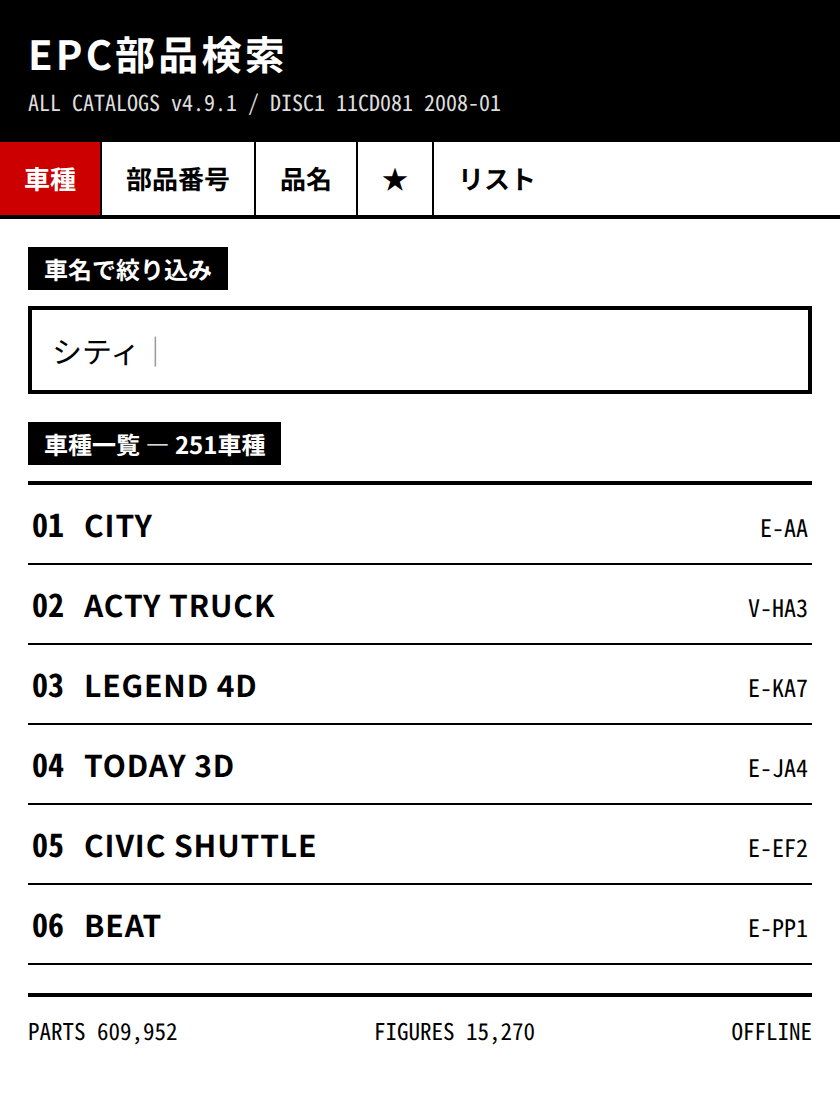 EPC部品検索
ALL CATALOGS v4.9.1 / DISC1 11CD081 2008-01
車種 部品番号 品名 ★ リスト
車名で絞り込み
シティ
車種一覧 — 251車種
01 CITY E-AA
02 ACTY TRUCK V-HA3
03 LEGEND 4D E-KA7
04 TODAY 3D E-JA4
05 CIVIC SHUTTLE E-EF2
06 BEAT E-PP1
PARTS 609,952 FIGURES 15,270 OFFLINE